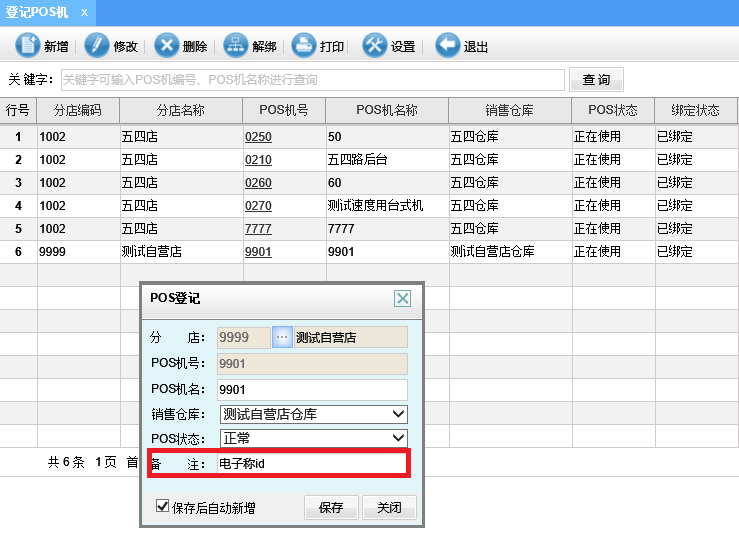 登记POS机 x
新增 修改 删除 解绑 打印 设置 退出
关键字: 关键字可输入POS机编号、POS机名称进行查询 查 询
行号 分店编码 分店名称 POS机号 POS机名称 销售仓库 POS状态 绑定状态
1 1002 五四店 0250 50 五四仓库 正在使用 已绑定
2 1002 五四店 0210 五四路后台 五四仓库 正在使用 已绑定
3 1002 五四店 0260 60 五四仓库 正在使用 已绑定
4 1002 五四店 0270 测试速度用台式机 五四仓库 正在使用 已绑定
5 1002 五四店 7777 7777 五四仓库 正在使用 已绑定
6 9999 测试自营店 9901 9901 测试自营店仓库 正在使用 已绑定
POS登记
分 店: 9999 ... 测试自营店
POS机号: 9901
POS机名: 9901
销售仓库: 测试自营店仓库
POS状态: 正常
共 6 条 1 页 首
备 注: 电子称id
保存后自动新增 保存 关闭